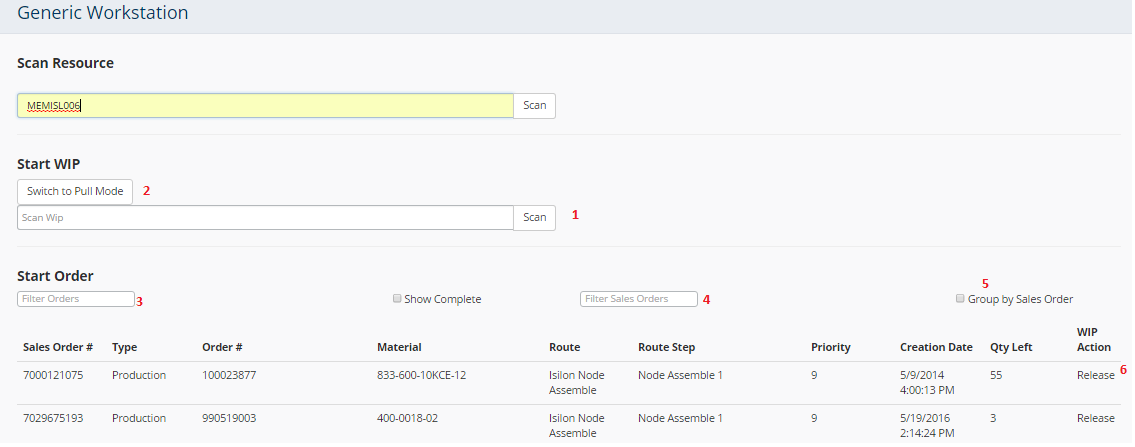 Generic Workstation
Scan Resource
MEMISL006 Scan
Start WIP
Switch to Pull Mode 2
Scan Wip Scan 1
Start Order
5
Filter Orders 3 Show Complete Filter Sales Orders 4 Group by Sales Order
WIP
Sales Order # Type Order # Material Route Route Step Priority Creation Date Qty Left Action
7000121075 Production 100023877 833-600-10KCE-12 Isilon Node Node Assemble 1 9 5/9/2014 55 Release 6
Assemble 4:00:13 PM
7029675193 Production 990519003 400-0018-02 Isilon Node Node Assemble 1 9 5/19/2016 3 Release
Assemble 2:14:24 PM